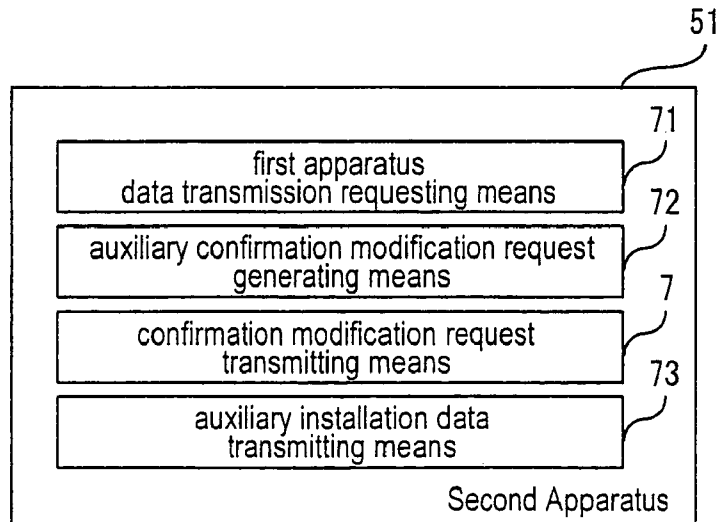 51
71
first apparatus
data transmission requesting means
72
auxiliary confirmation modification request
generating means
7
confirmation modification request
transmitting means
73
auxiliary installation data
transmitting means
Second Apparatus